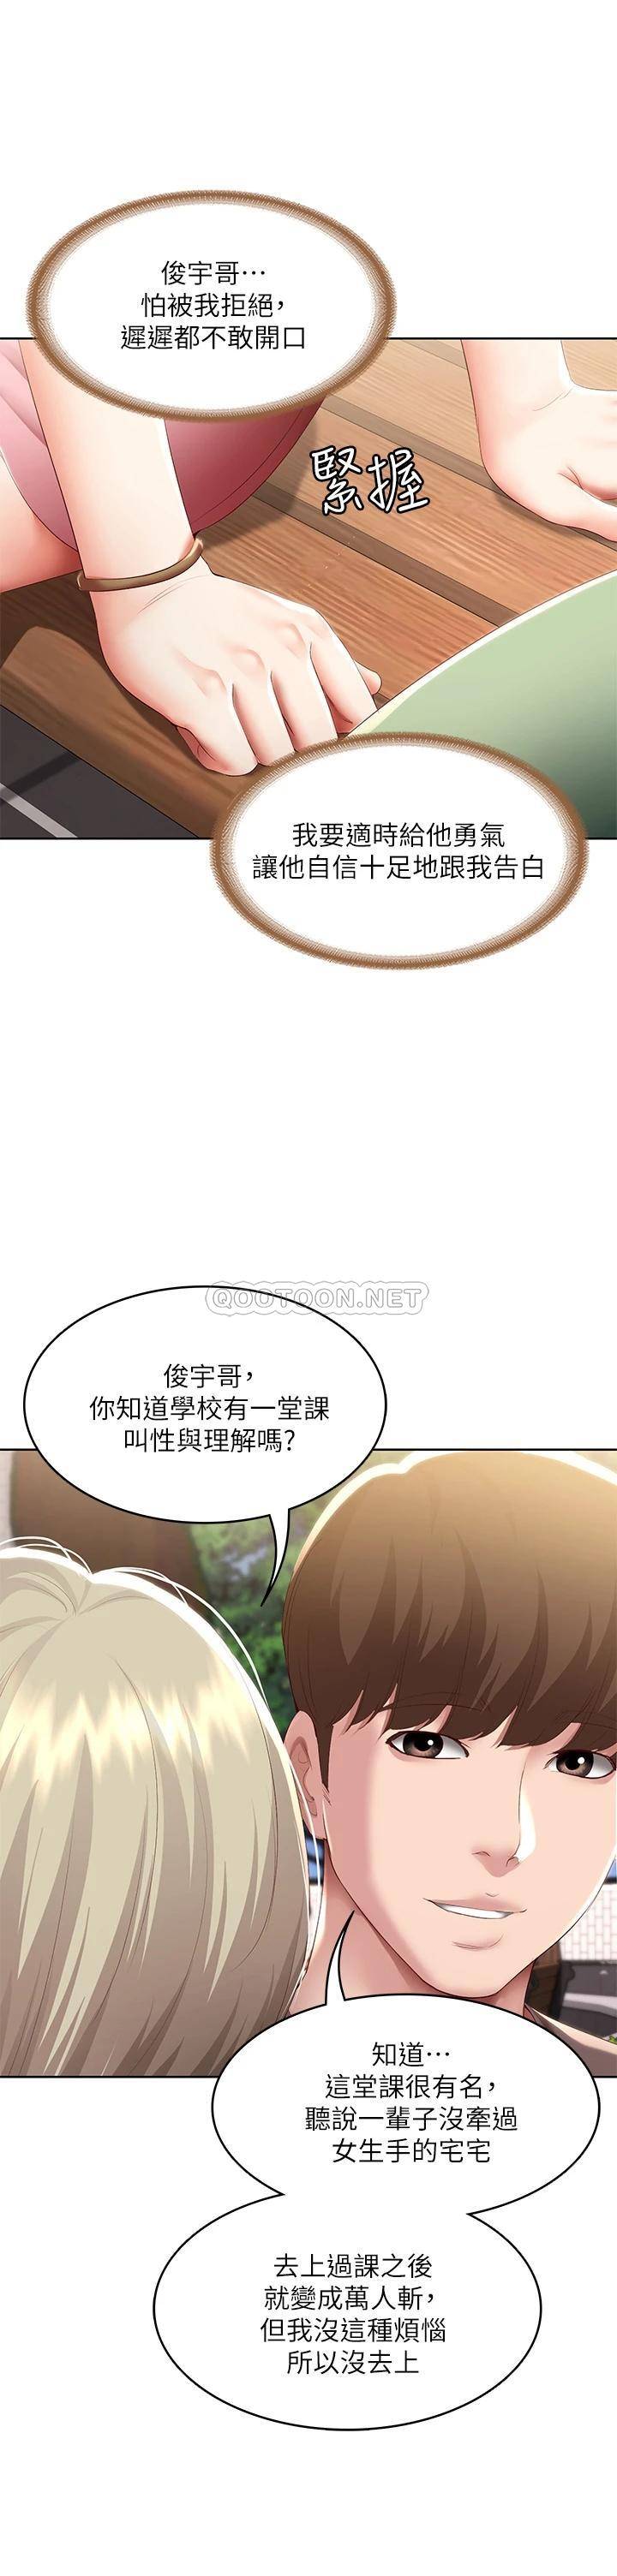 俊宇哥⋯
怕被我拒絕，
遲遲都不敢開口
緊握
我要適時給他勇氣
讓他自信十足地跟我告白
QOOTOON.NET
俊宇哥，
你知道學校有一堂課
叫性與理解嗎?
知道⋯
這堂課很有名，
聽說一輩子沒牽過
女生手的宅宅
去上過課之後
就變成萬人斬，
但我沒這種煩惱
所以沒去上